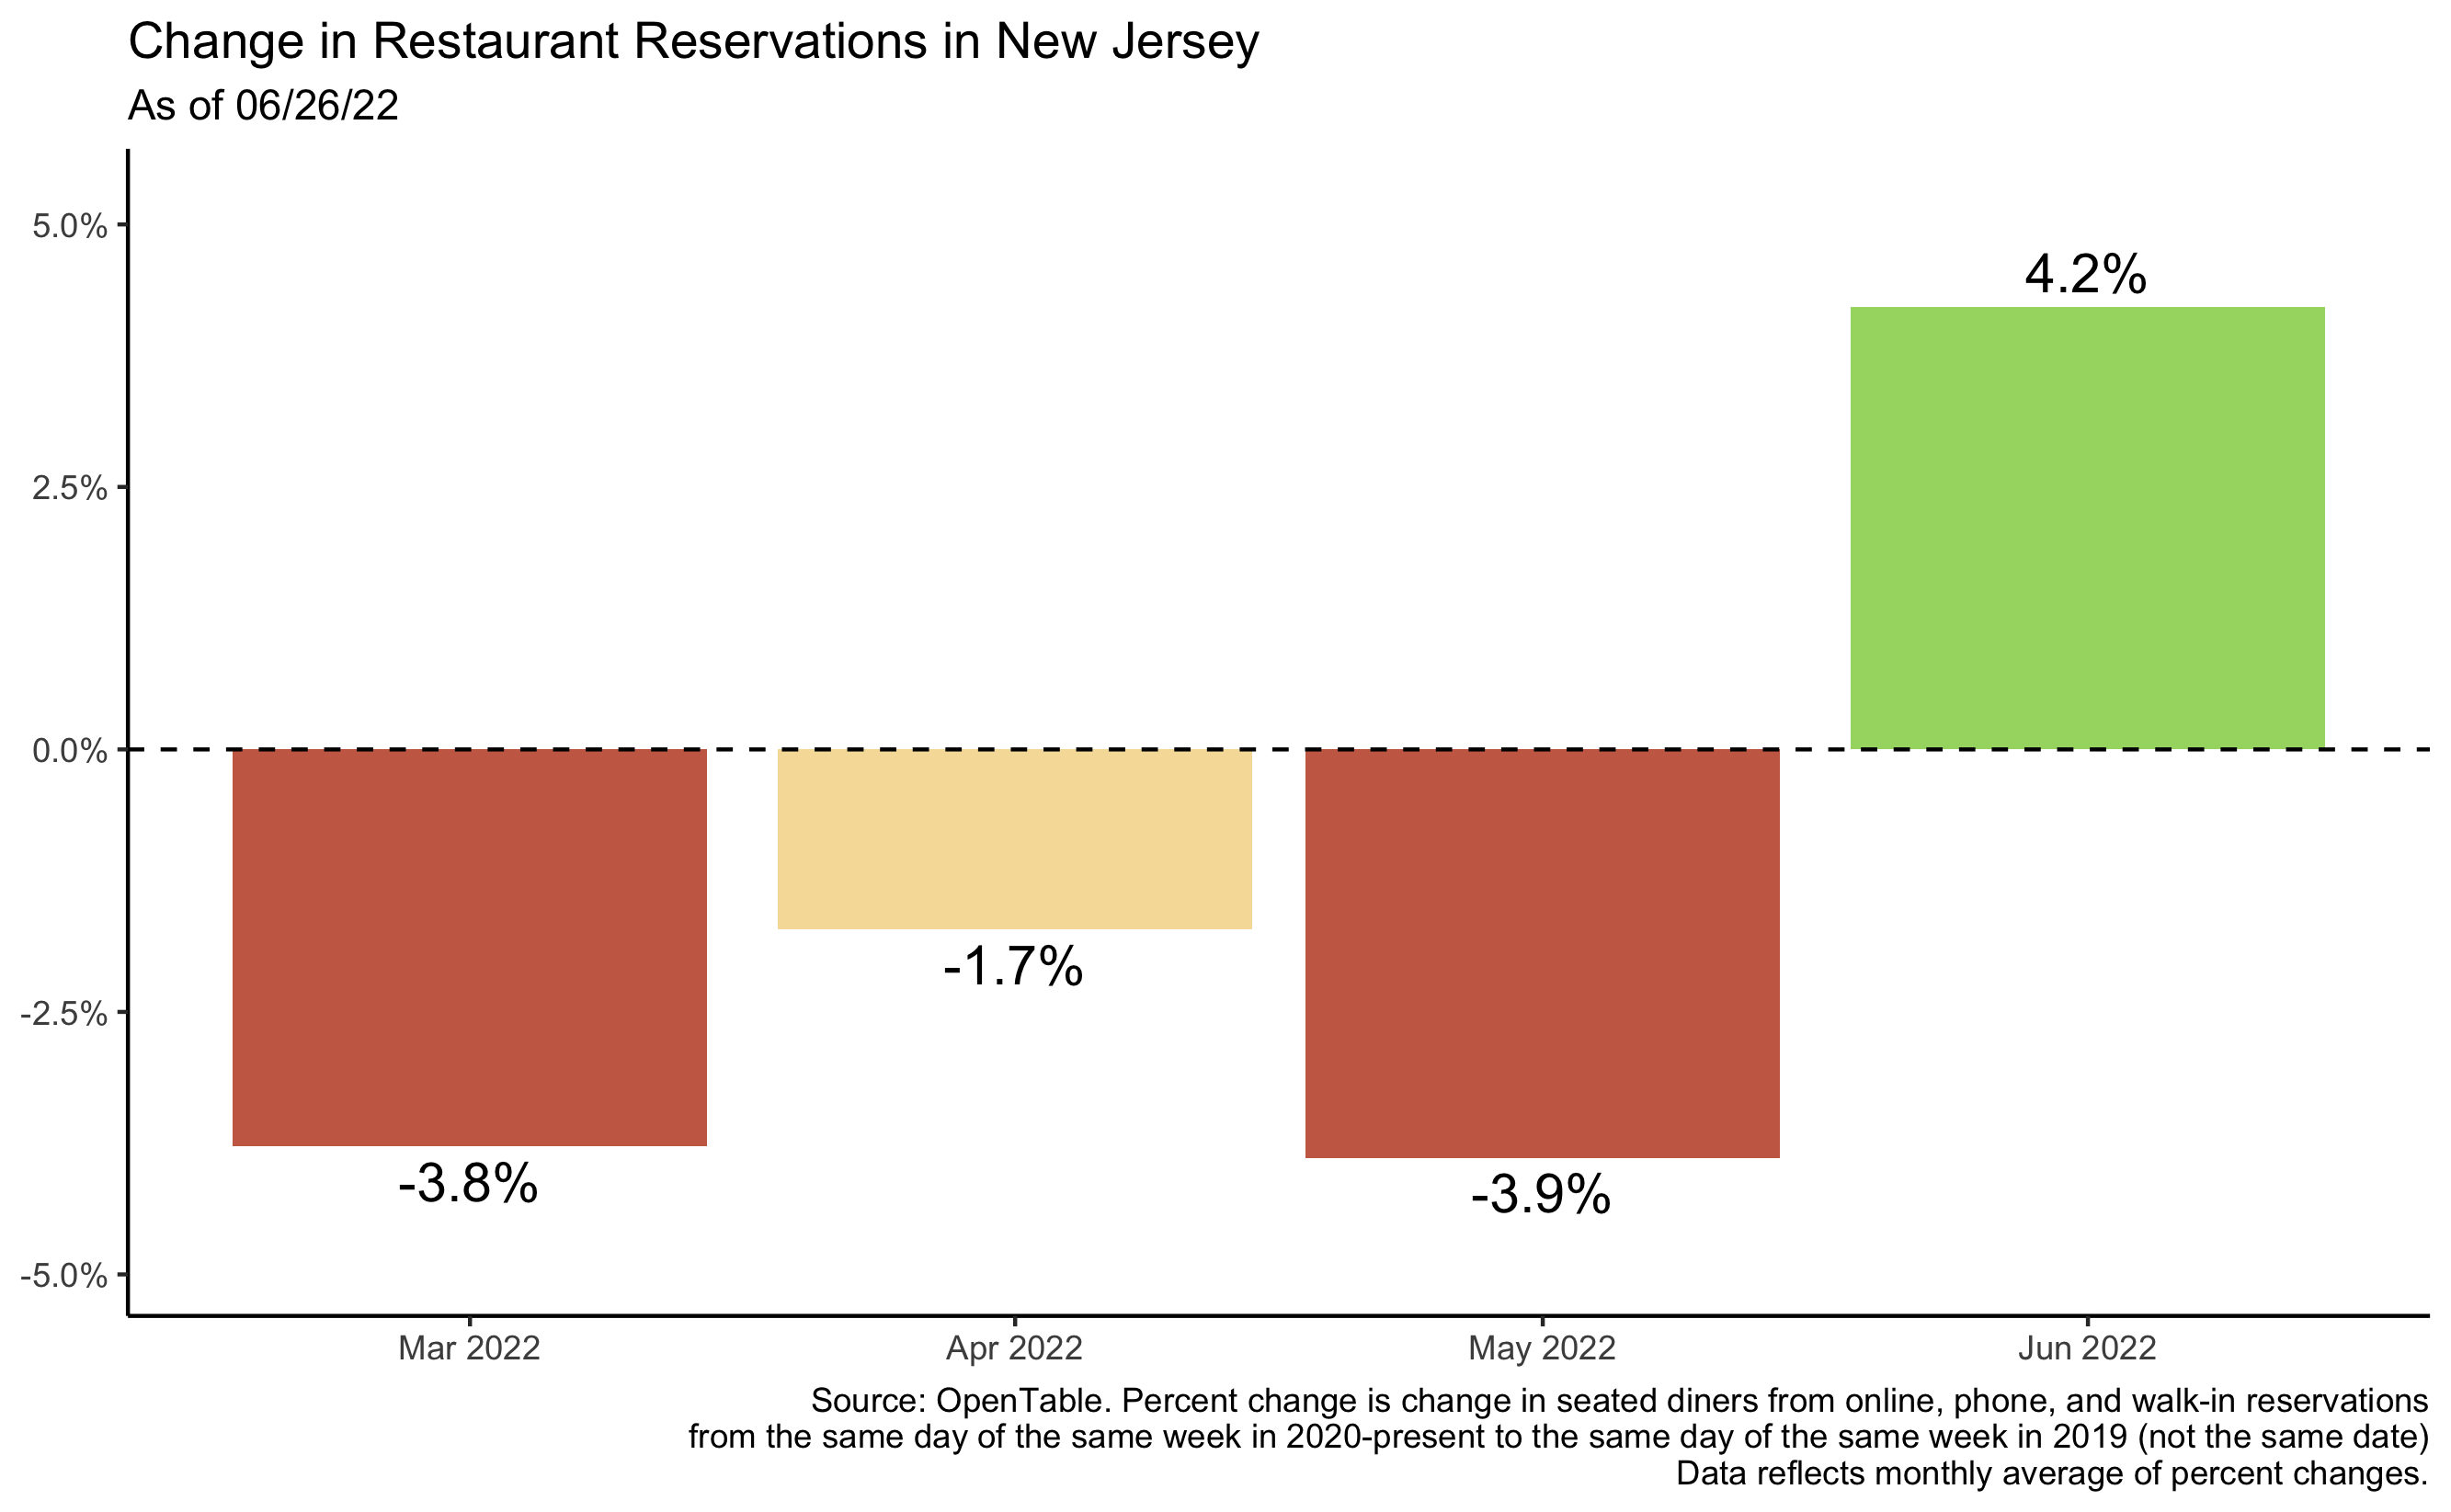 Change in Restaurant Reservations in New Jersey
As of 06/26/22
5.0%
4.2%
2.5%
0.0%
-1.7%
-2.5%
-3.8%
-3.9%
-5.0%
Mar 2022
Apr 2022
May 2022
Jun 2022
Source: OpenTable. Percent change is change in seated diners from online, phone, and walk-in reservations
from the same day of the same week in 2020-present to the same day of the same week in 2019 (not the same date)
Data reflects monthly average of percent changes.